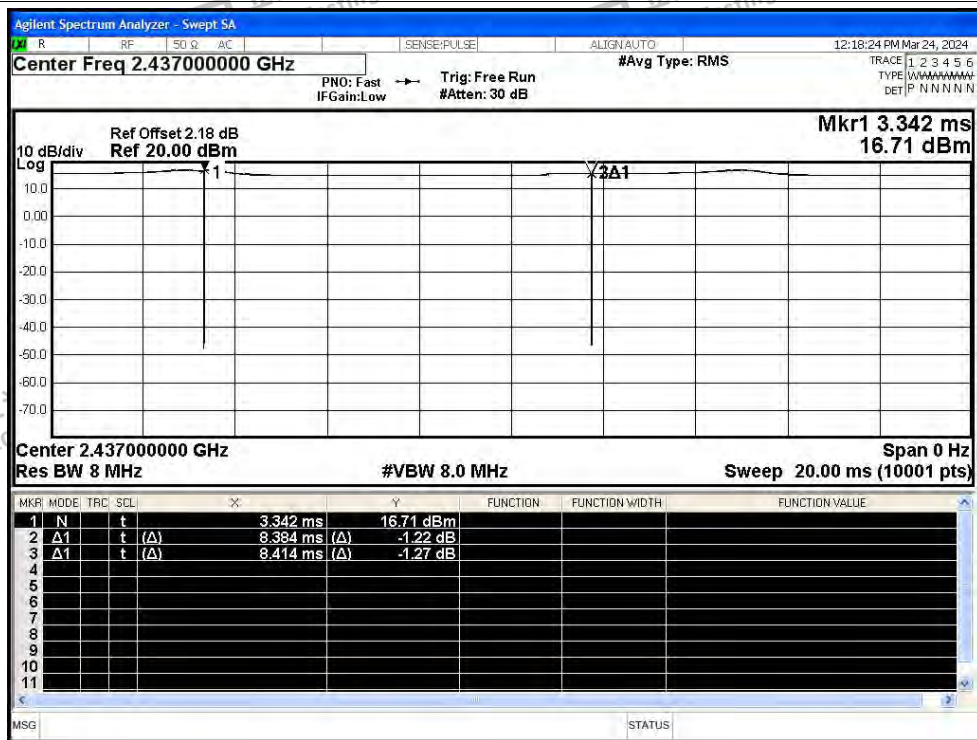 Agilent Spectrum Analyzer - Swept SA
R RF 50 Ω AC SENSE:PULSE ALIGN AUTO 12:18:24 PM Mar 24, 2024
Center Freq 2.437000000 GHz
PNO: Fast
IFGain:Low
Trig: Free Run
#Atten: 30 dB
#Avg Type: RMS
TRACE 1 2 3 4 5 6
TYPE
DET P N N N N N
Mkr1 3.342 ms
16.71 dBm
Ref Offset 2.18 dB
10 dB/div Ref 20.00 dBm
Log
1 3Δ1
10.0
0.00
-10.0
-20.0
-30.0
-40.0
-50.0
-60.0
-70.0
Center 2.437000000 GHz Span 0 Hz
Res BW 8 MHz #VBW 8.0 MHz Sweep 20.00 ms (10001 pts)
MKR MODE TRC SCL X Y FUNCTION FUNCTION WIDTH FUNCTION VALUE
1 N t 3.342 ms 16.71 dBm
2 Δ1 t (Δ) 8.384 ms (Δ) -1.22 dB
3 Δ1 t (Δ) 8.414 ms (Δ) -1.27 dB
4
5
6
7
8
9
10
11
MSG STATUS